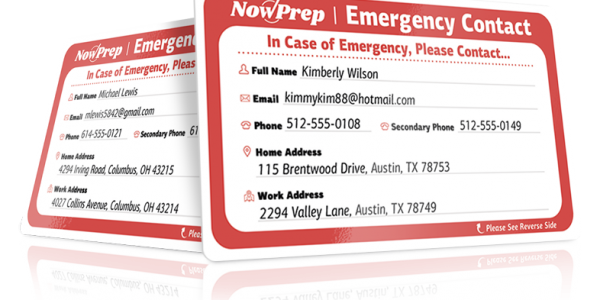 NowPrep | Emergency Contact
In Case of Emergency, Please Contact...
Full Name Kimberly Wilson
Email kimmykim88@hotmail.com
Phone 512-555-0108 Secondary Phone 512-555-0149
Home Address
115 Brentwood Drive, Austin, TX 78753
Work Address
2294 Valley Lane, Austin, TX 78749
Please See Reverse Side
NowPrep | Emergen
In Case of Emergency, Pleas
Full Name Michael Lewis
Email mlewis5842@gmail.com
Phone 614-555-0121 Secondary Phone 61
Home Address
4294 Irving Road, Columbus, OH 43215
Work Address
4027 Collins Avenue, Columbus, OH 43214
Please